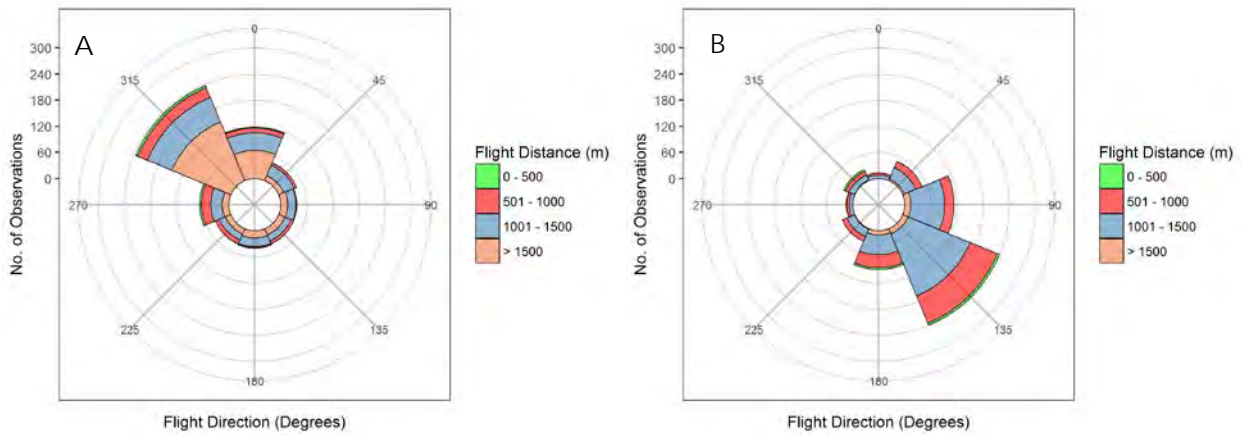 A
0
45
90
135
180
225
270
315
300
240
180
120
60
0
No. of Observations
Flight Direction (Degrees)
Flight Distance (m)
0 - 500
501 - 1000
1001 - 1500
> 1500
B
0
45
90
135
180
225
270
315
300
240
180
120
60
0
No. of Observations
Flight Direction (Degrees)
Flight Distance (m)
0 - 500
501 - 1000
1001 - 1500
> 1500